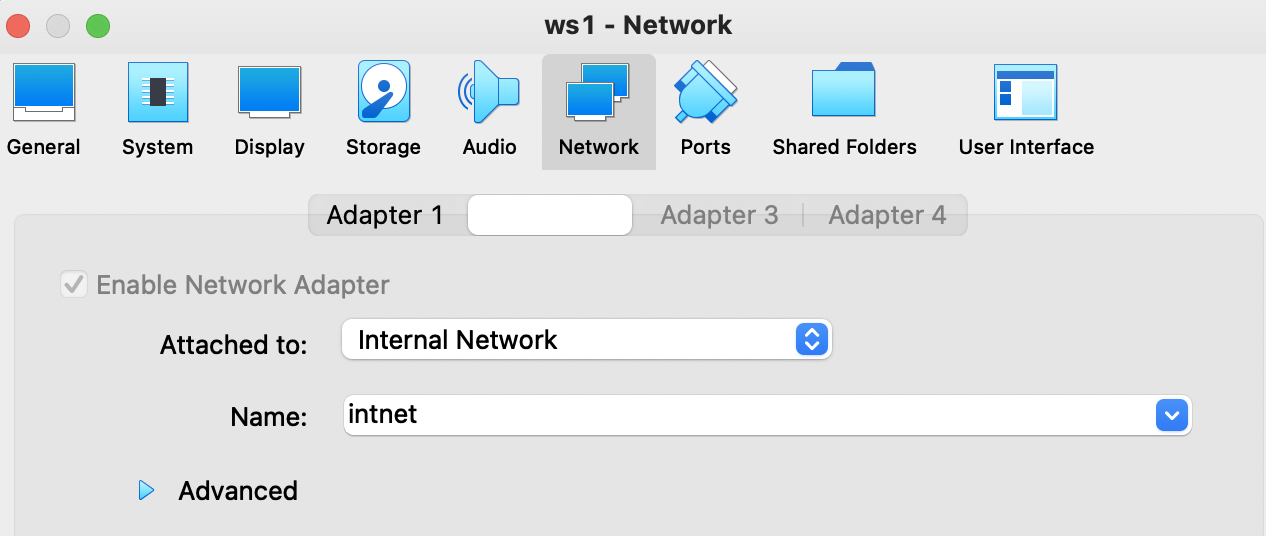 ws1 - Network
General System Display Storage Audio Network Ports Shared Folders User Interface
Adapter 1 Adapter 3 Adapter 4
Enable Network Adapter
Attached to: Internal Network
Name: intnet
Advanced